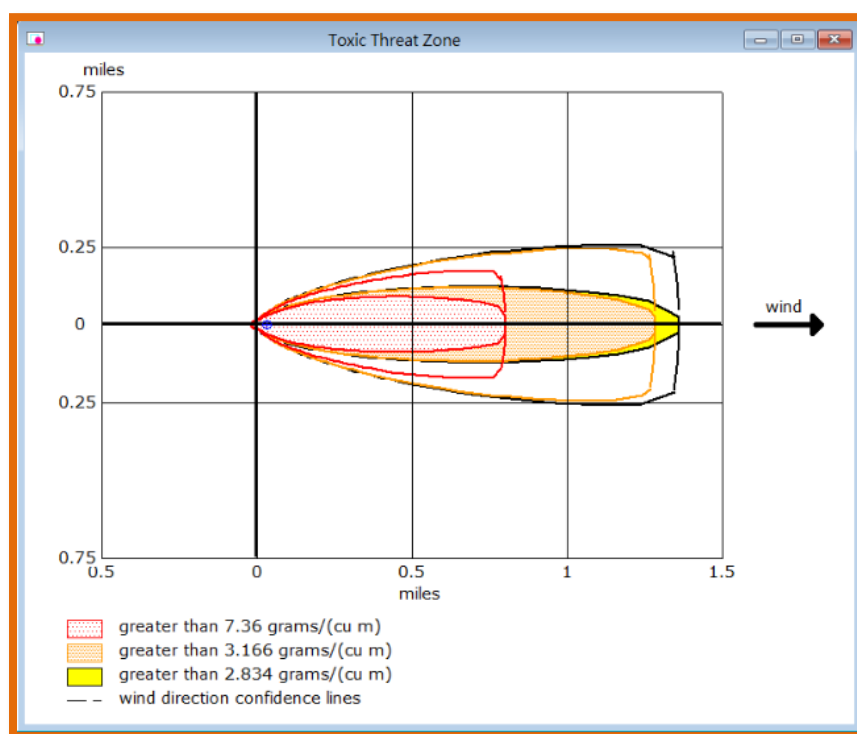 Toxic Threat Zone
miles
0.75
0.25
0
0.25
0.75
wind
0.5
0
0.5
1
1.5
miles
greater than 7.36 grams/(cu m)
greater than 3.166 grams/(cu m)
greater than 2.834 grams/(cu m)
wind direction confidence lines